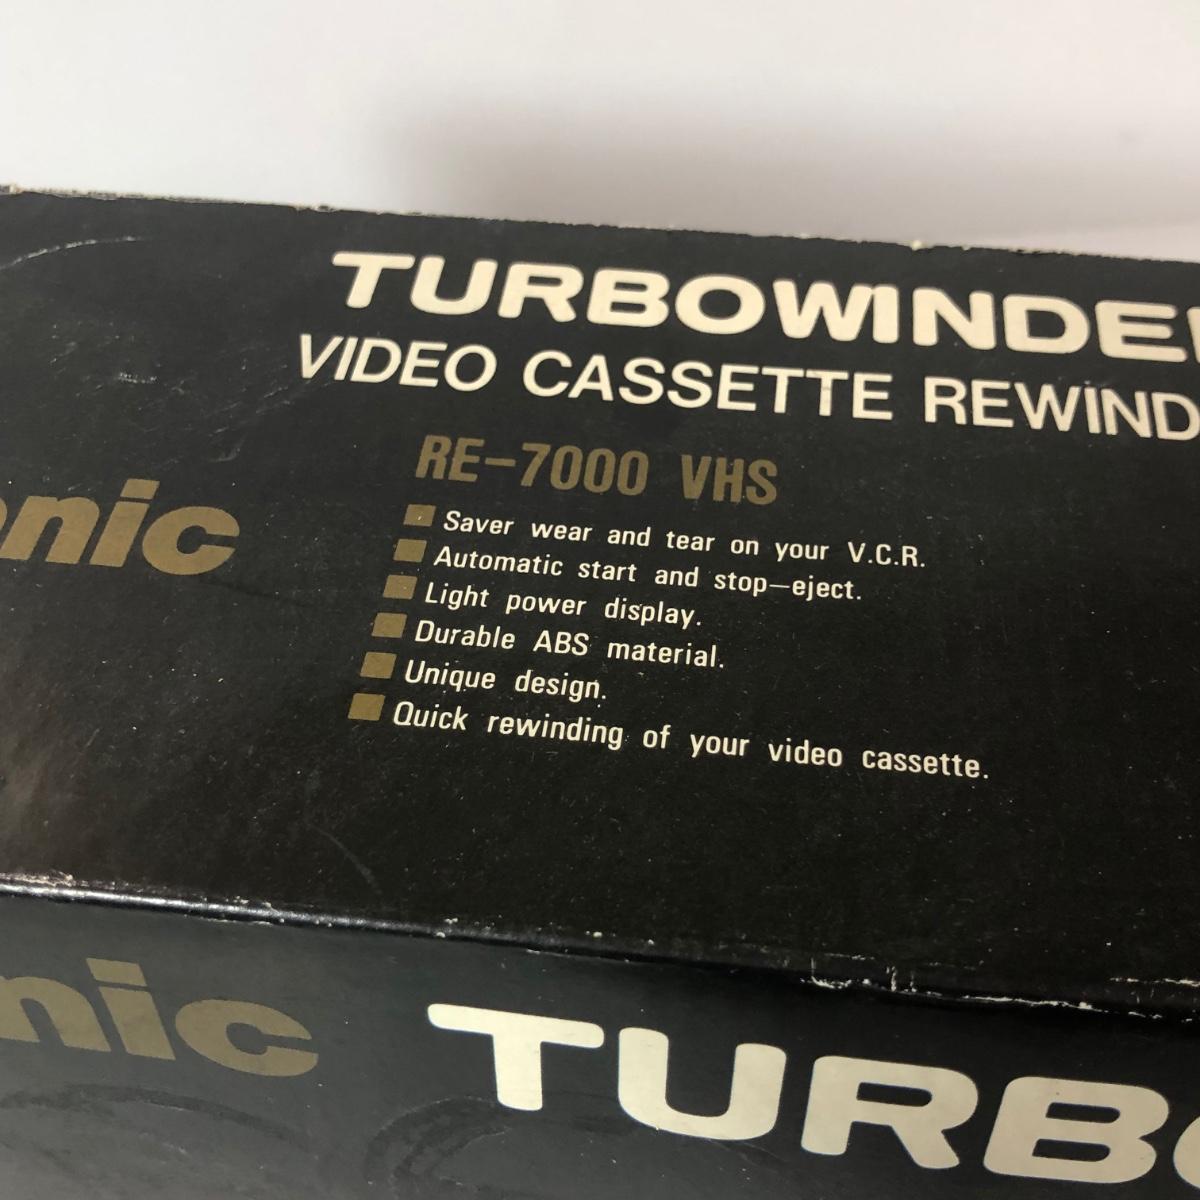 TURBOWINDE
VIDEO CASSETTE REWIND
RE-7000 VHS
nic
Saver wear and tear on your V.C.R.
Automatic start and stop-eject.
Light power display.
Durable ABS material.
Unique design.
Quick rewinding of your video cassette.
nic
TURB